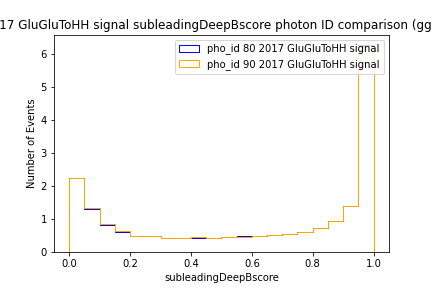 17 GluGluToHH signal subleadingDeepBscore photon ID comparison (gg
pho_id 80 2017 GluGluToHH signal
pho_id 90 2017 GluGluToHH signal
Number of Events
6
5
4
3
2
1
0
0.0 0.2 0.4 0.6 0.8 1.0
subleadingDeepBscore